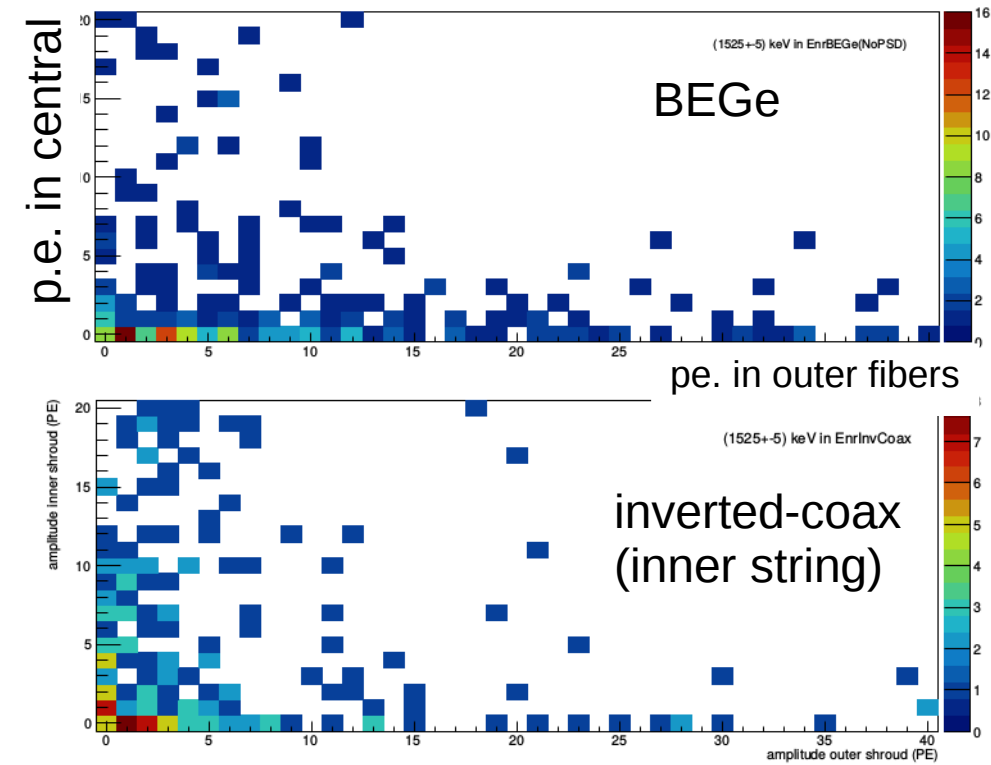 p.e. in central
20
5
0
5
0
(1525+-5) keV in EnrBEGe(NoPSD)
BEGe
16
14
12
10
8
6
4
2
0
0 5 10 15 20 25
pe. in outer fibers
amplitude inner shroud (PE)
20
15
10
5
0
(1525+-5) keV in EnrInvCoax
inverted-coax
(inner string)
7
6
5
4
3
2
1
0
0 5 10 15 20 25 30 35 40
amplitude outer shroud (PE)